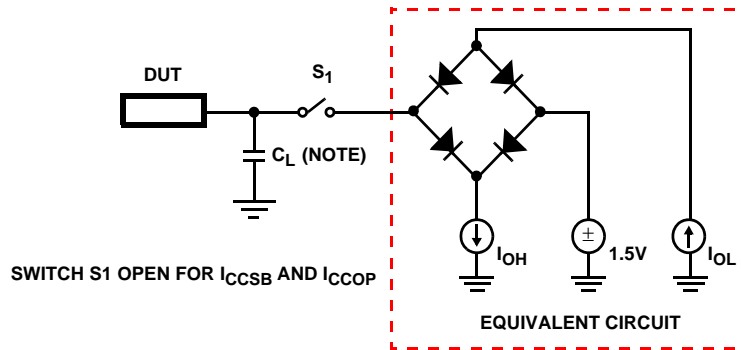 DUT
S1
CL (NOTE)
±
IOH
1.5V
IOL
SWITCH S1 OPEN FOR ICCSB AND ICCOP
EQUIVALENT CIRCUIT